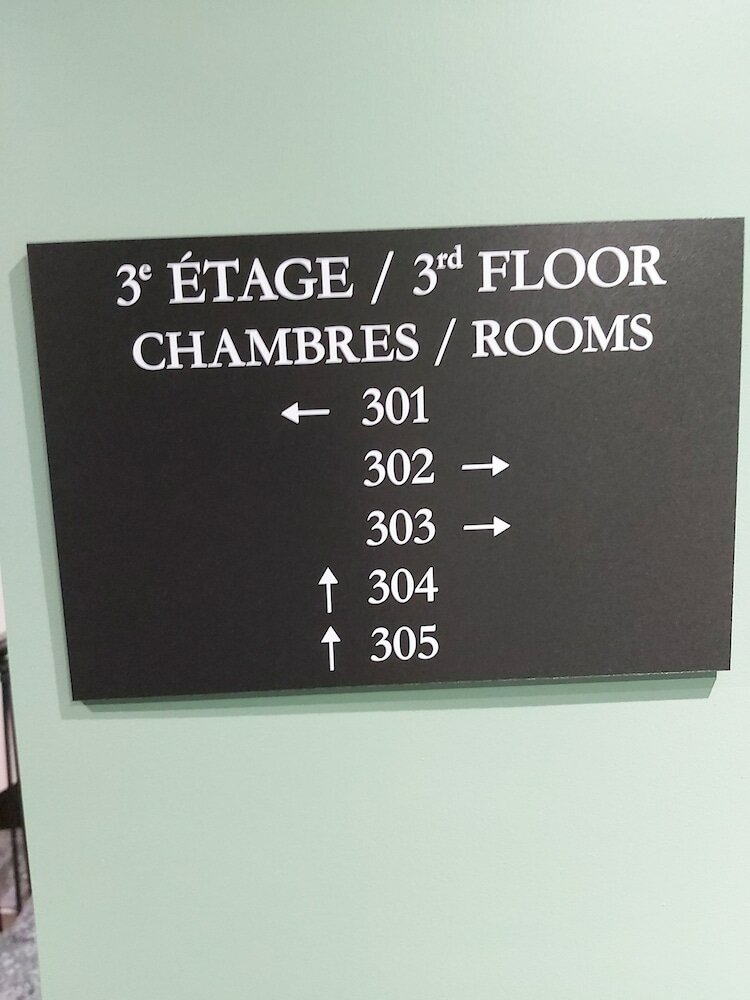 3e ÉTAGE / 3rd FLOOR
CHAMBRES / ROOMS
← 301
302 →
303 →
↑ 304
↑ 305